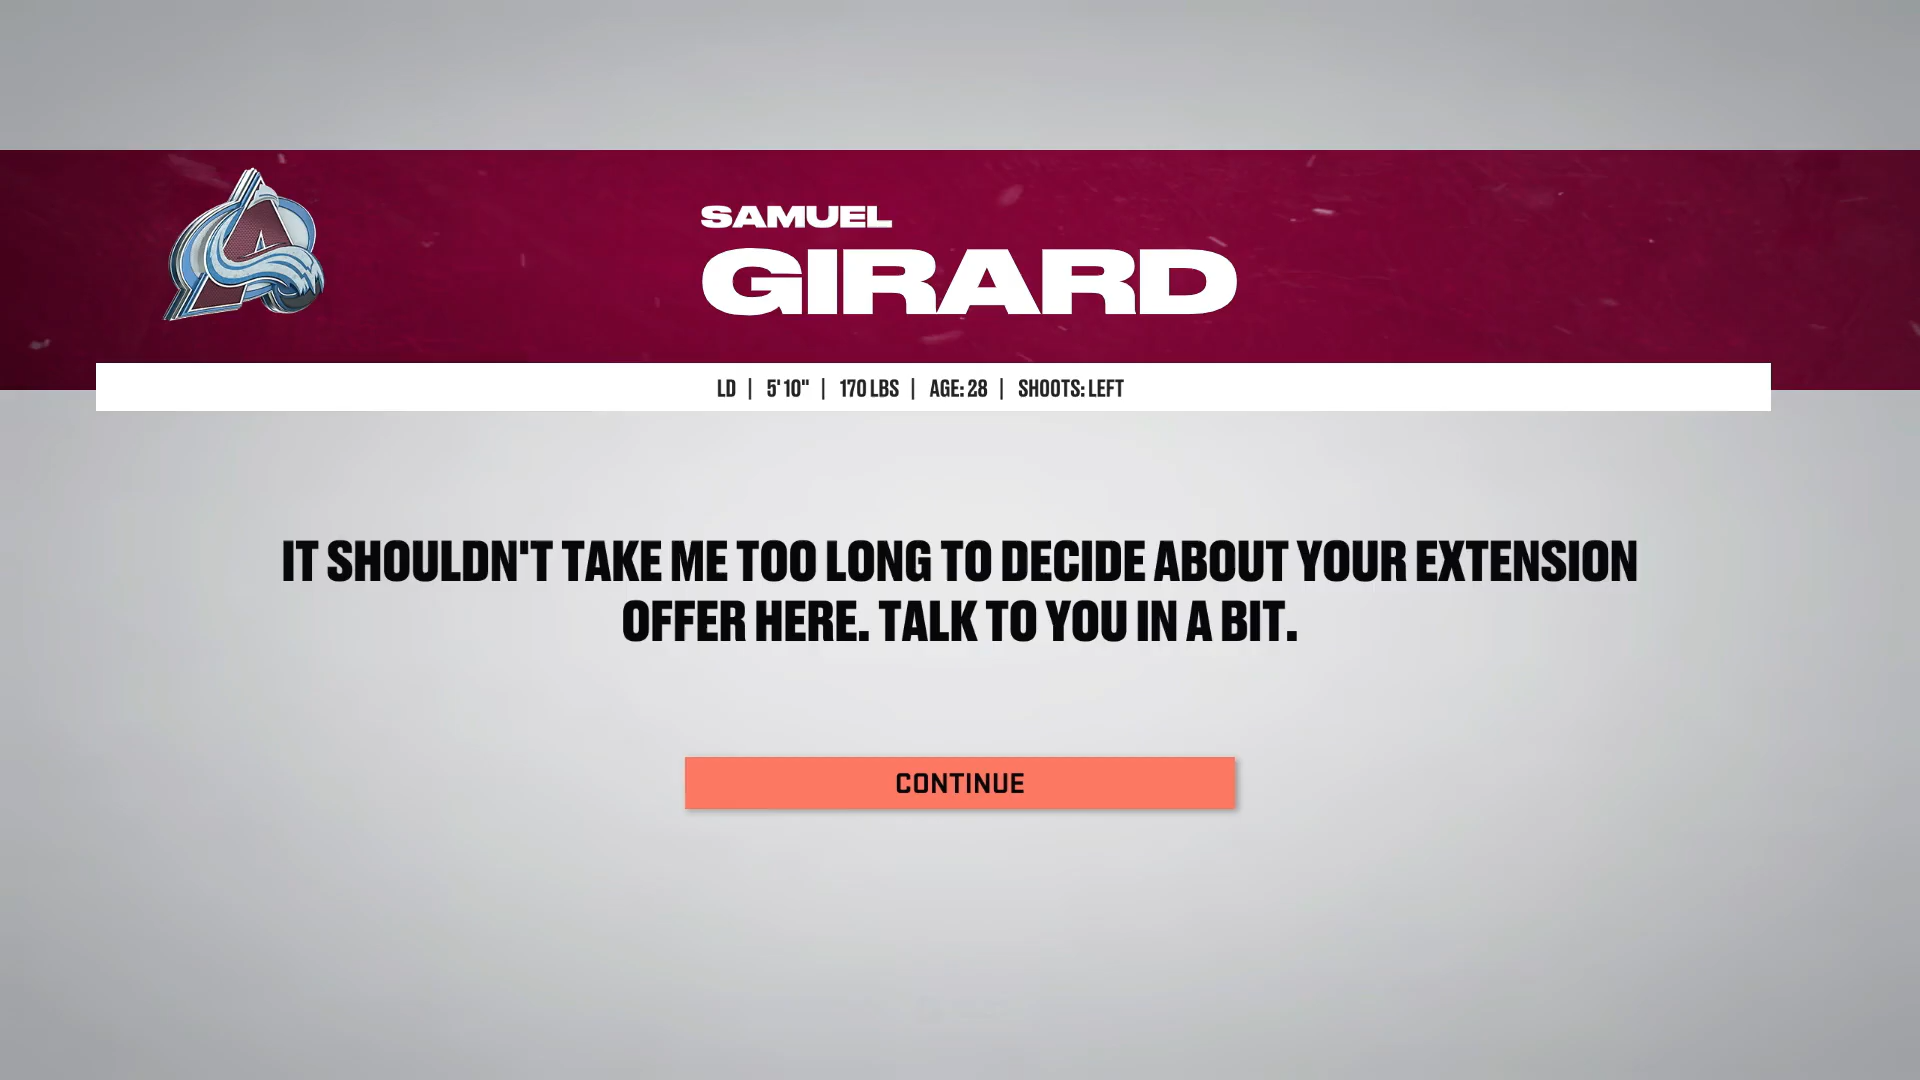 SAMUEL
GIRARD
LD | 5'10" | 170 LBS | AGE: 28 | SHOOTS: LEFT
IT SHOULDN'T TAKE ME TOO LONG TO DECIDE ABOUT YOUR EXTENSION
OFFER HERE. TALK TO YOU IN A BIT.
CONTINUE